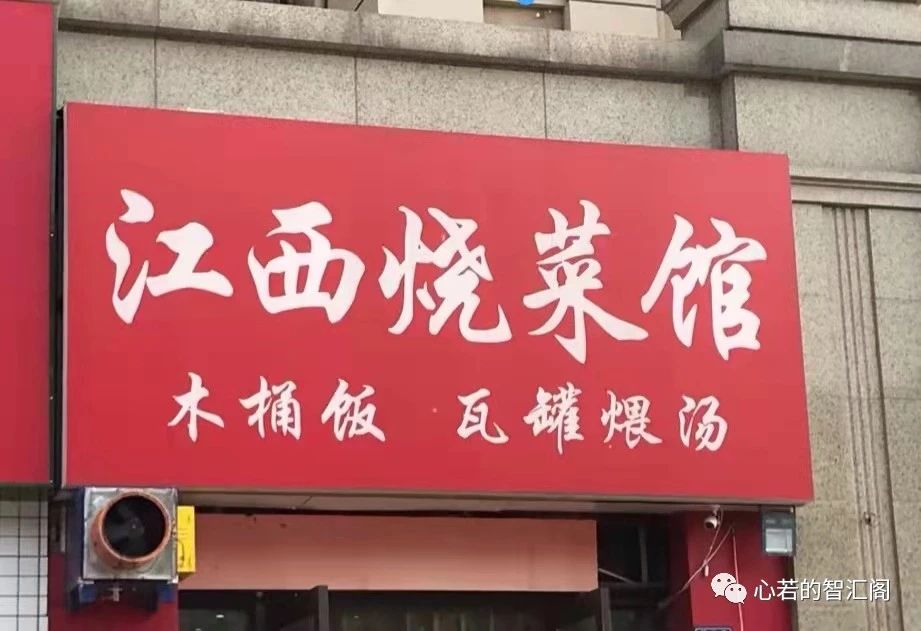 江西烧菜馆
木桶饭 瓦罐煨汤
心若的智汇阁